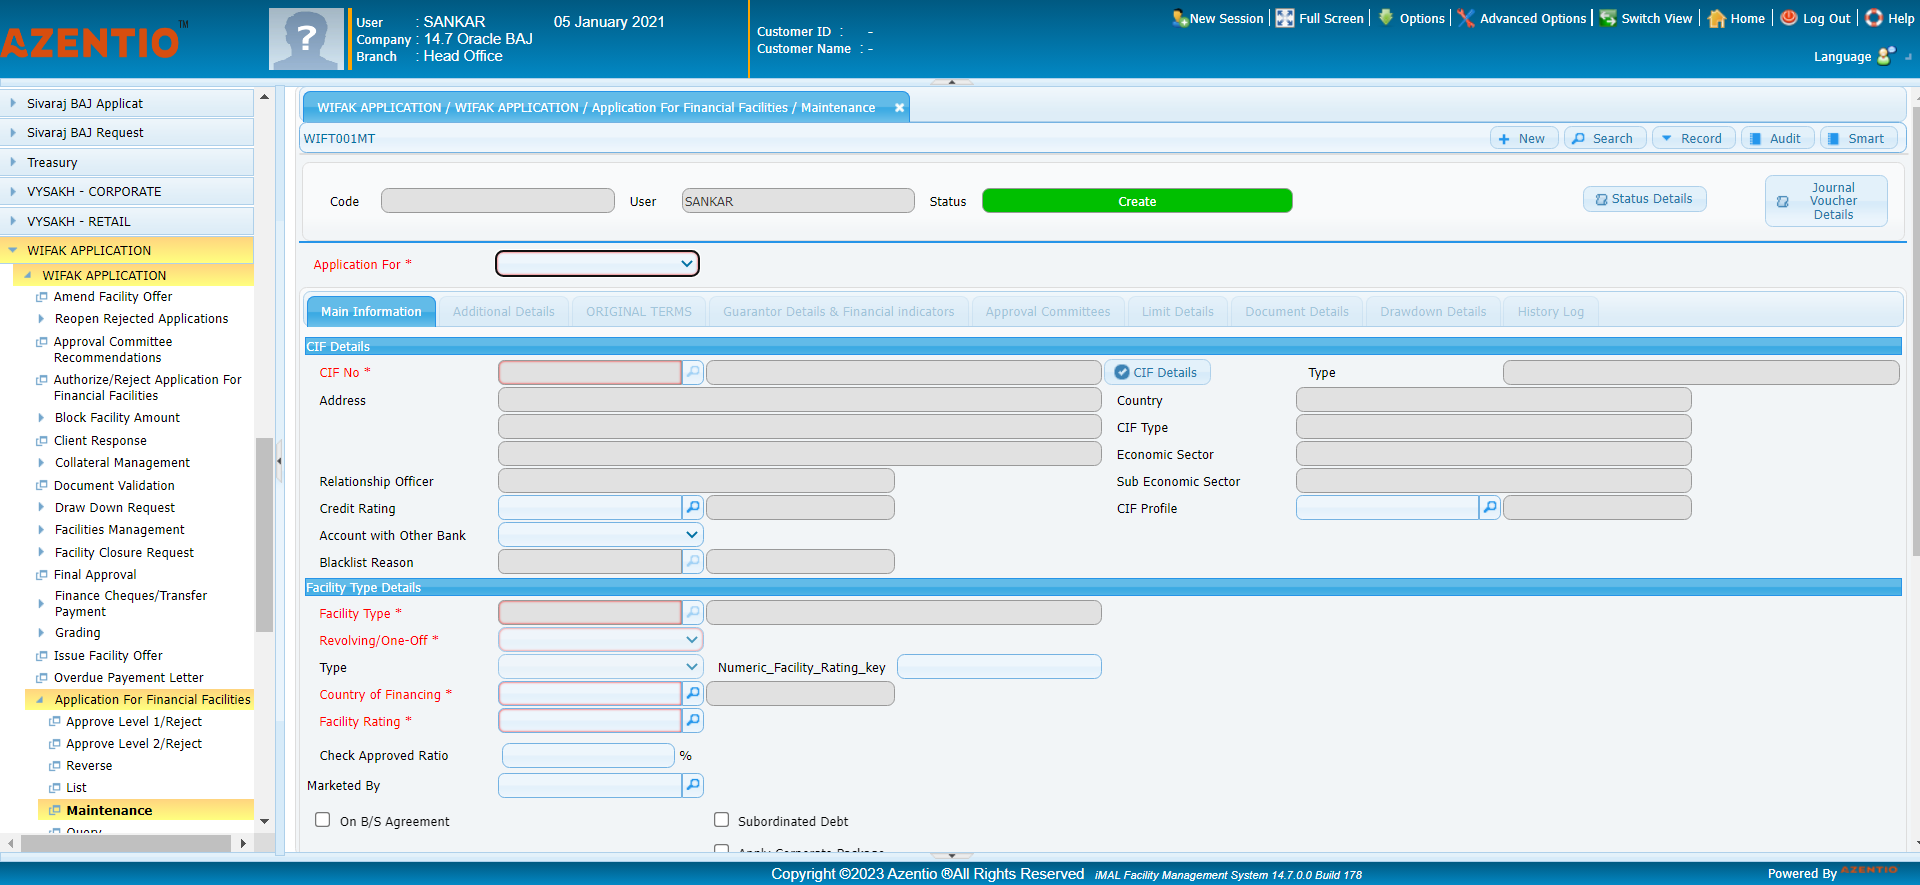 AZENTIO TM
?
User : SANKAR 05 January 2021
Company : 14.7 Oracle BAJ
Branch : Head Office
Customer ID : -
Customer Name : -
New Session Full Screen Options Advanced Options Switch View Home Log Out Help
Language
Sivaraj BAJ Applicat
Sivaraj BAJ Request
Treasury
VYSAKH - CORPORATE
VYSAKH - RETAIL
WIFAK APPLICATION
WIFAK APPLICATION
Amend Facility Offer
Reopen Rejected Applications
Approval Committee
Recommendations
Authorize/Reject Application For
Financial Facilities
Block Facility Amount
Client Response
Collateral Management
Document Validation
Draw Down Request
Facilities Management
Facility Closure Request
Final Approval
Finance Cheques/Transfer
Payment
Grading
Issue Facility Offer
Overdue Payement Letter
Application For Financial Facilities
Approve Level 1/Reject
Approve Level 2/Reject
Reverse
List
Maintenance
Query
WIFAK APPLICATION / WIFAK APPLICATION / Application For Financial Facilities / Maintenance
WIFT001MT
New Search Record Audit Smart
Code User SANKAR Status Create Status Details
Journal
Voucher
Details
Application For *
Main Information Additional Details ORIGINAL TERMS Guarantor Details & Financial indicators Approval Committees Limit Details Document Details Drawdown Details History Log
CIF Details
CIF No * CIF Details Type
Address Country
CIF Type
Economic Sector
Relationship Officer Sub Economic Sector
Credit Rating CIF Profile
Account with Other Bank
Blacklist Reason
Facility Type Details
Facility Type *
Revolving/One-Off *
Type Numeric_Facility_Rating_key
Country of Financing *
Facility Rating *
Check Approved Ratio %
Marketed By
On B/S Agreement Subordinated Debt
Apply Corporate Package
Copyright ©2023 Azentio ®All Rights Reserved iMAL Facility Management System 14.7.0.0 Build 178
Powered By AZENTIO